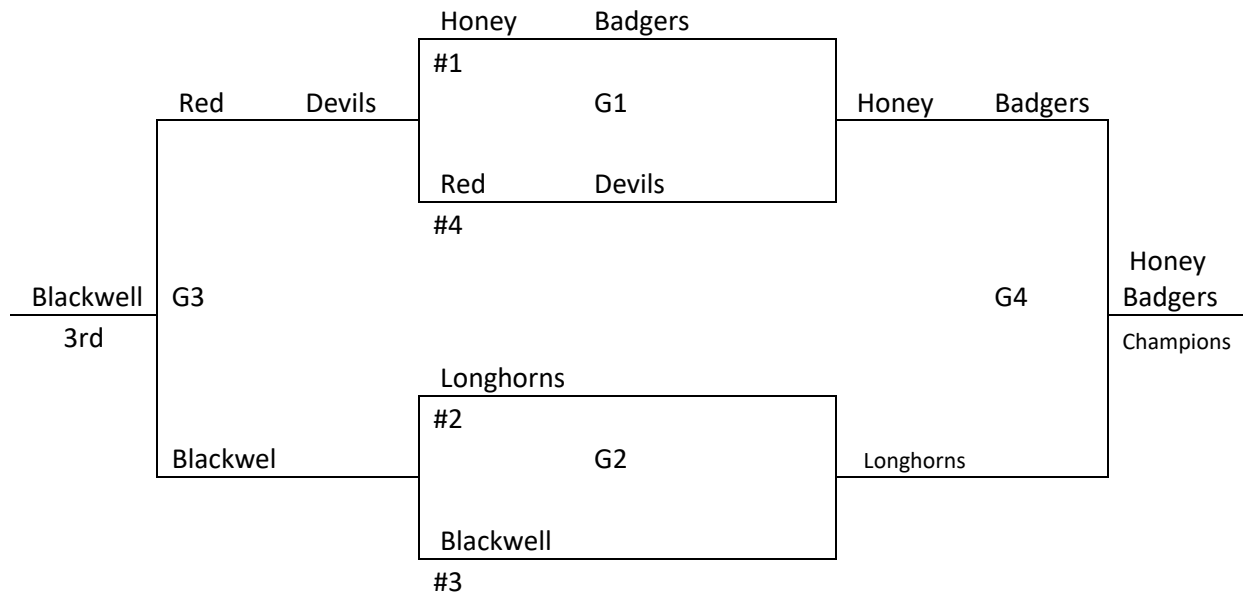 Honey Badgers
#1
Red Devils G1 Honey Badgers
Red Devils
#4
Honey
Blackwell G3 G4 Badgers
3rd Champions
Longhorns
#2
Blackwel G2 Longhorns
Blackwell
#3